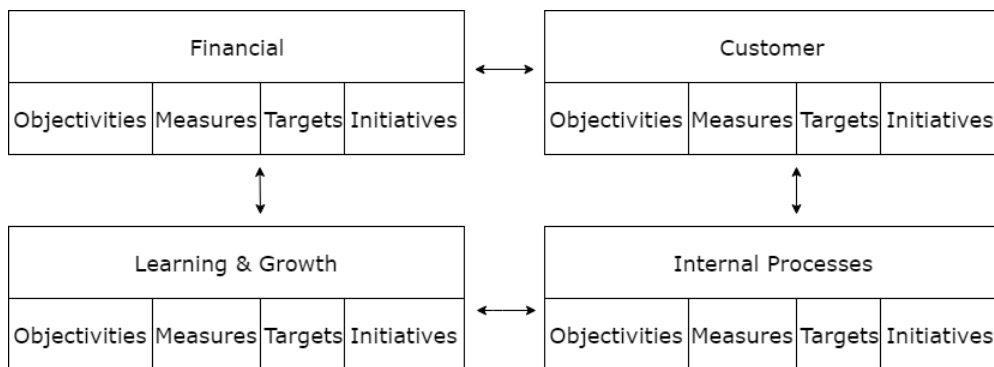 Financial
Objectivities Measures Targets Initiatives
Customer
Objectivities Measures Targets Initiatives
Learning & Growth
Objectivities Measures Targets Initiatives
Internal Processes
Objectivities Measures Targets Initiatives